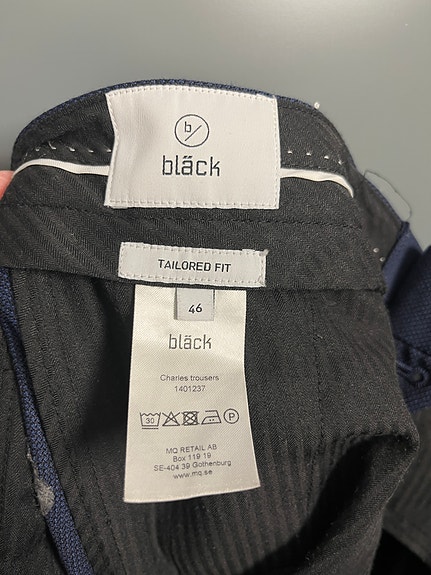 b/
bläck
TAILORED FIT
46
bläck
Charles trousers
1401237
30 P
MQ RETAIL AB
Box 119 19
SE-404 39 Gothenburg
www.mq.se